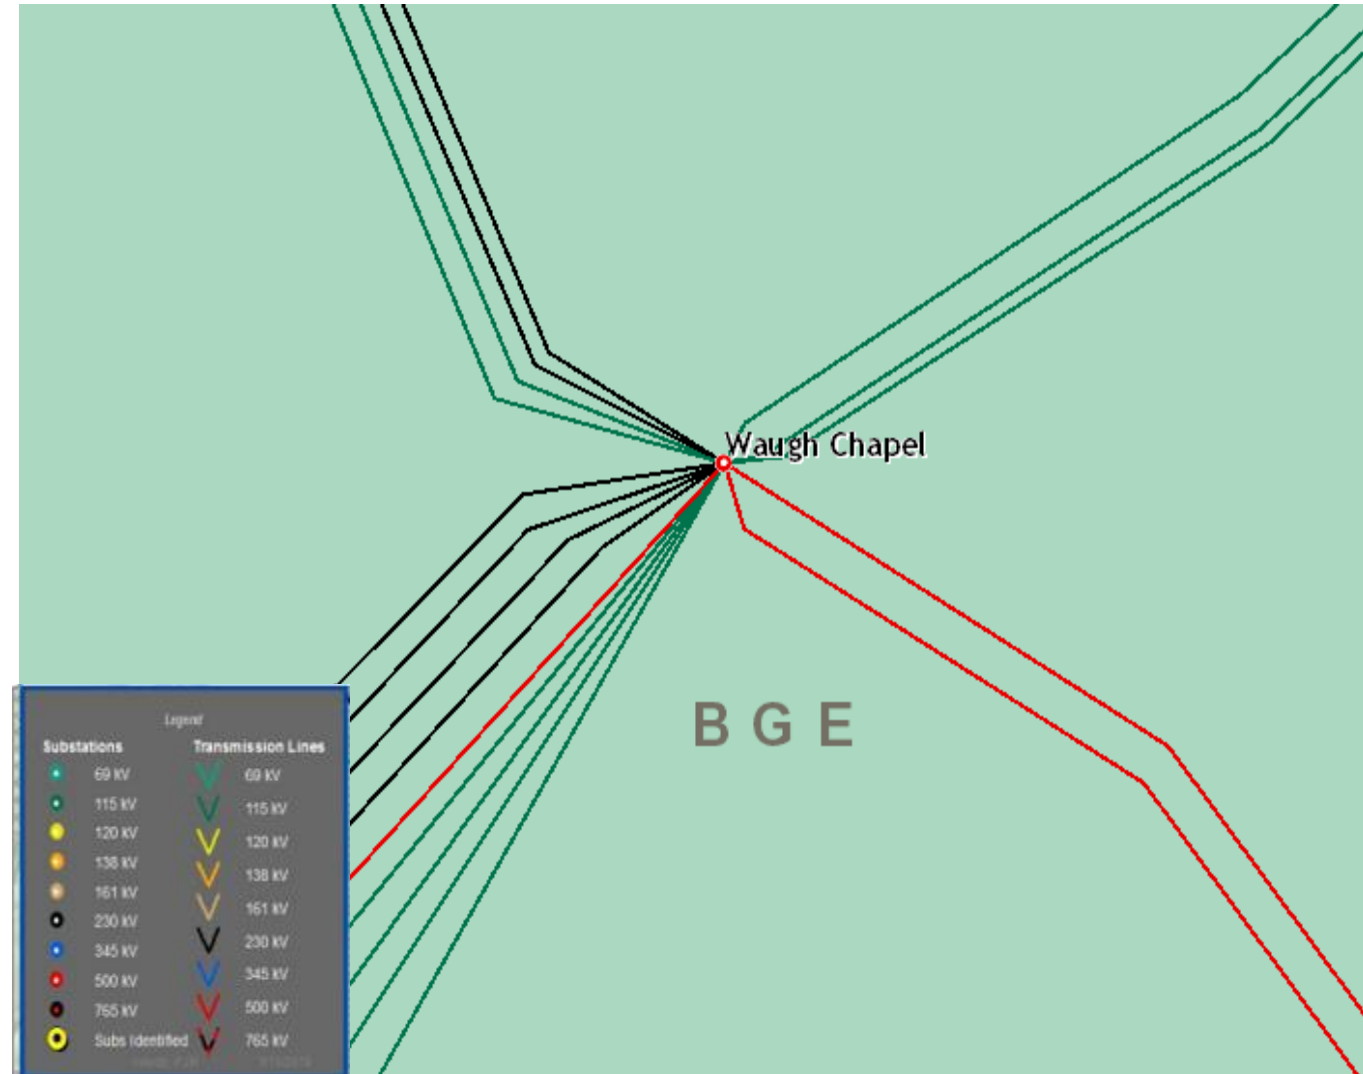 Waugh Chapel
BGE
Legend
Substations
69 kV
115 kV
120 kV
138 kV
161 kV
230 kV
345 kV
500 kV
765 kV
Subs Identified
Transmission Lines
69 kV
115 kV
120 kV
138 kV
161 kV
230 kV
345 kV
500 kV
765 kV